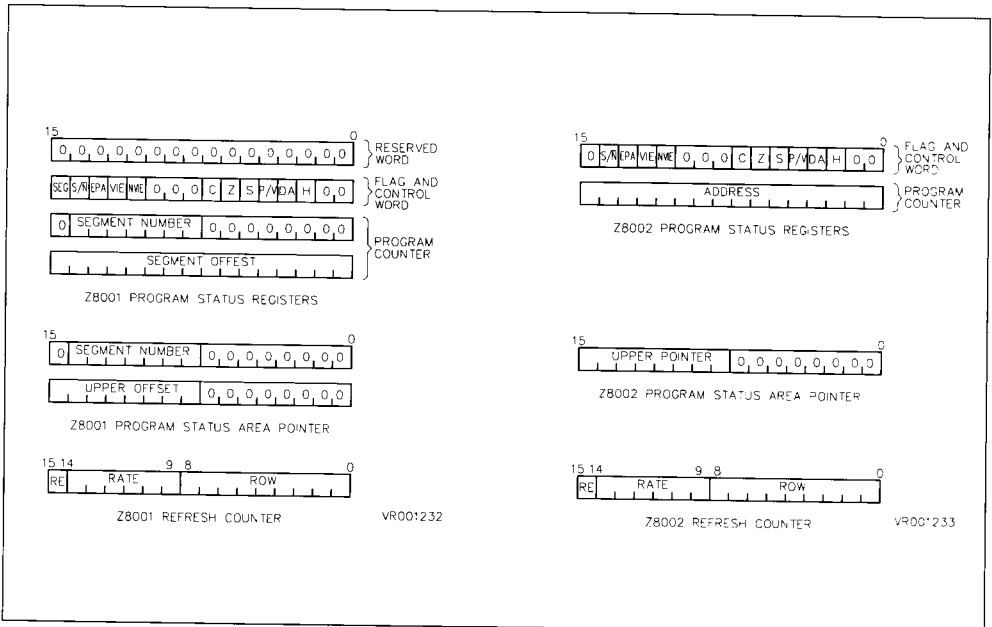 15 0
0 0 0 0 0 0 0 0 0 0 0 0 0 0 0 0 RESERVED WORD
SEG S/N̅ EPA VIE NVIE 0 0 0 C Z S P/V DA H 0 0 FLAG AND CONTROL WORD
0 SEGMENT NUMBER 0 0 0 0 0 0 0 0
SEGMENT OFFEST
PROGRAM COUNTER
Z8001 PROGRAM STATUS REGISTERS
15 0
0 SEGMENT NUMBER 0 0 0 0 0 0 0 0
UPPER OFFSET 0 0 0 0 0 0 0 0
Z8001 PROGRAM STATUS AREA POINTER
15 14 9 8 0
RE RATE ROW
Z8001 REFRESH COUNTER
VR001232
15 0
0 S/N̅ EPA VIE NVIE 0 0 0 C Z S P/V DA H 0 0 FLAG AND CONTROL WORD
ADDRESS PROGRAM COUNTER
Z8002 PROGRAM STATUS REGISTERS
15 0
UPPER POINTER 0 0 0 0 0 0 0 0
Z8002 PROGRAM STATUS AREA POINTER
15 14 9 8 0
RE RATE ROW
Z8002 REFRESH COUNTER
VR001233